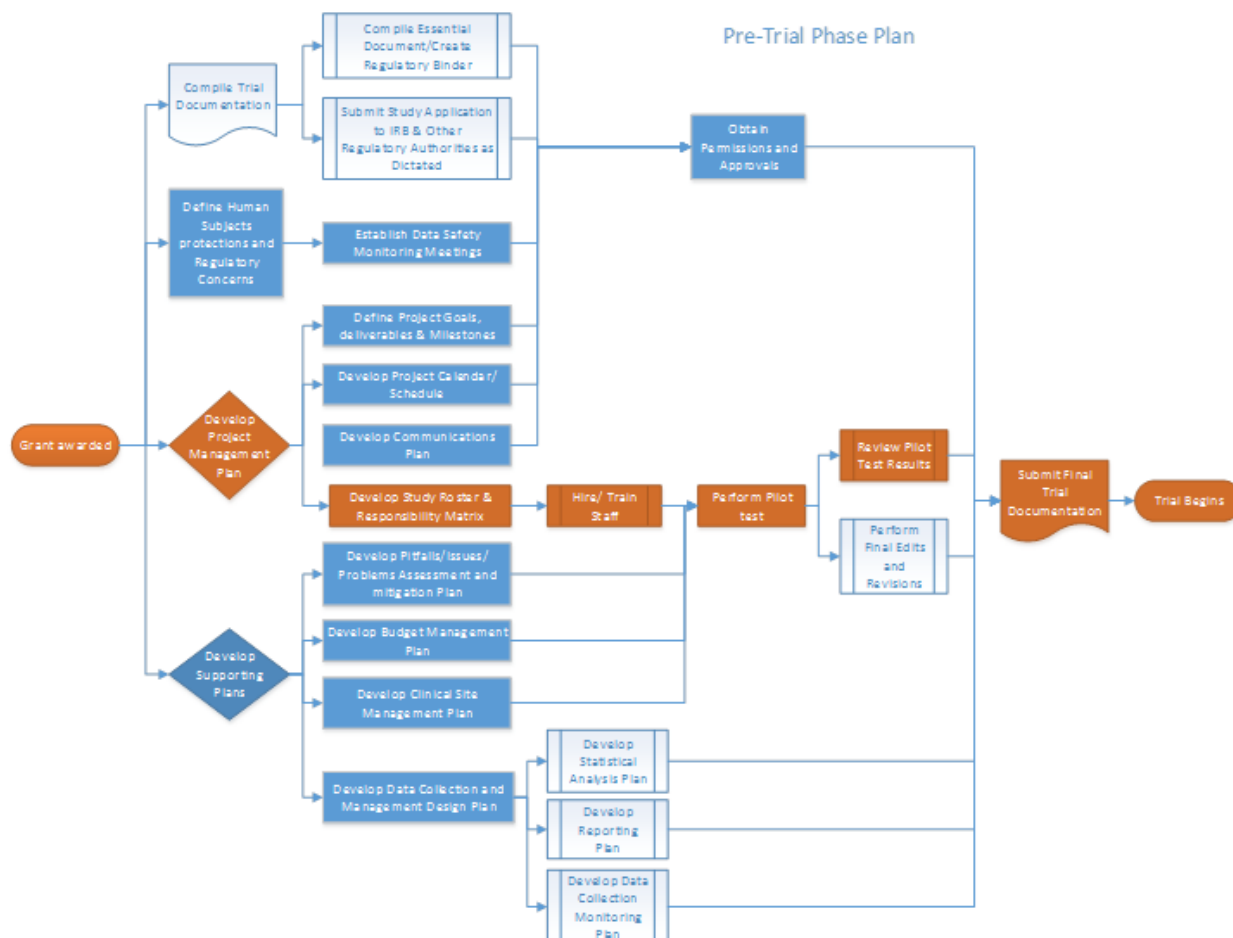 Pre-Trial Phase Plan
Compile Essential
Document/Create
Regulatory Binder
Compile Trial
Documentation
Submit Study Application
to IRB & Other
Regulatory Authorities as
Dictated
Obtain
Permissions and
Approvals
Define Human
Subjects
protections and
Regulatory
Concerns
Establish Data Safety
Monitoring Meetings
Define Project Goals,
deliverables & Milestones
Develop Project Calendar/
Schedule
Develop Communications
Plan
Grant awarded
Develop
Project
Management
Plan
Develop Study Roster &
Responsibility Matrix
Hire/ Train
Staff
Perform Pilot
test
Review Pilot
Test Results
Perform
Final Edits
and
Revisions
Submit Final
Trial
Documentation
Trial Begins
Develop Pitfalls/Issues/
Problems Assessment and
mitigation Plan
Develop Budget Management
Plan
Develop
Supporting
Plans
Develop Clinical Site
Management Plan
Develop Data Collection and
Management Design Plan
Develop
Statistical
Analysis Plan
Develop
Reporting
Plan
Develop Data
Collection
Monitoring
Plan